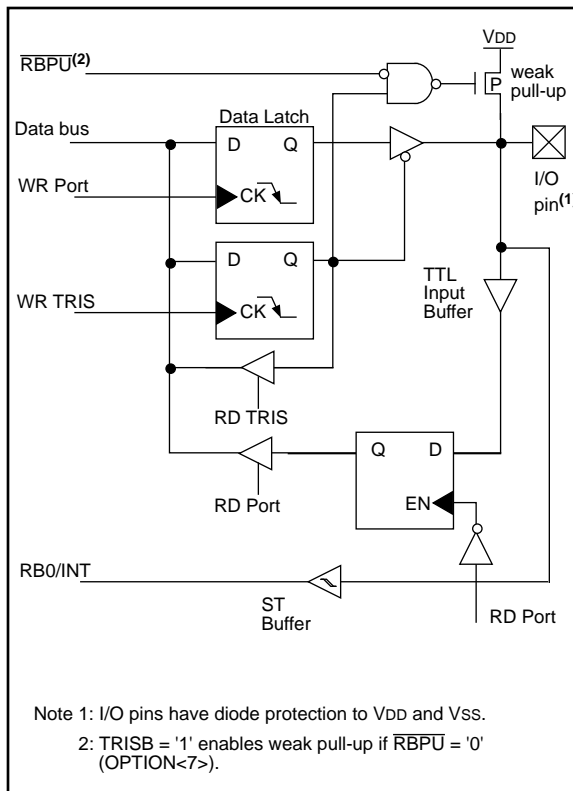 VDD
RBPU(2)
weak
pull-up
P
Data bus
Data Latch
D Q
WR Port
CK
I/O
pin(1)
D Q
TTL
Input
Buffer
WR TRIS
CK
RD TRIS
Q D
RD Port
EN
RB0/INT
ST
Buffer
RD Port
Note 1: I/O pins have diode protection to VDD and VSS.
2: TRISB = '1' enables weak pull-up if RBPU = '0'
(OPTION<7>).